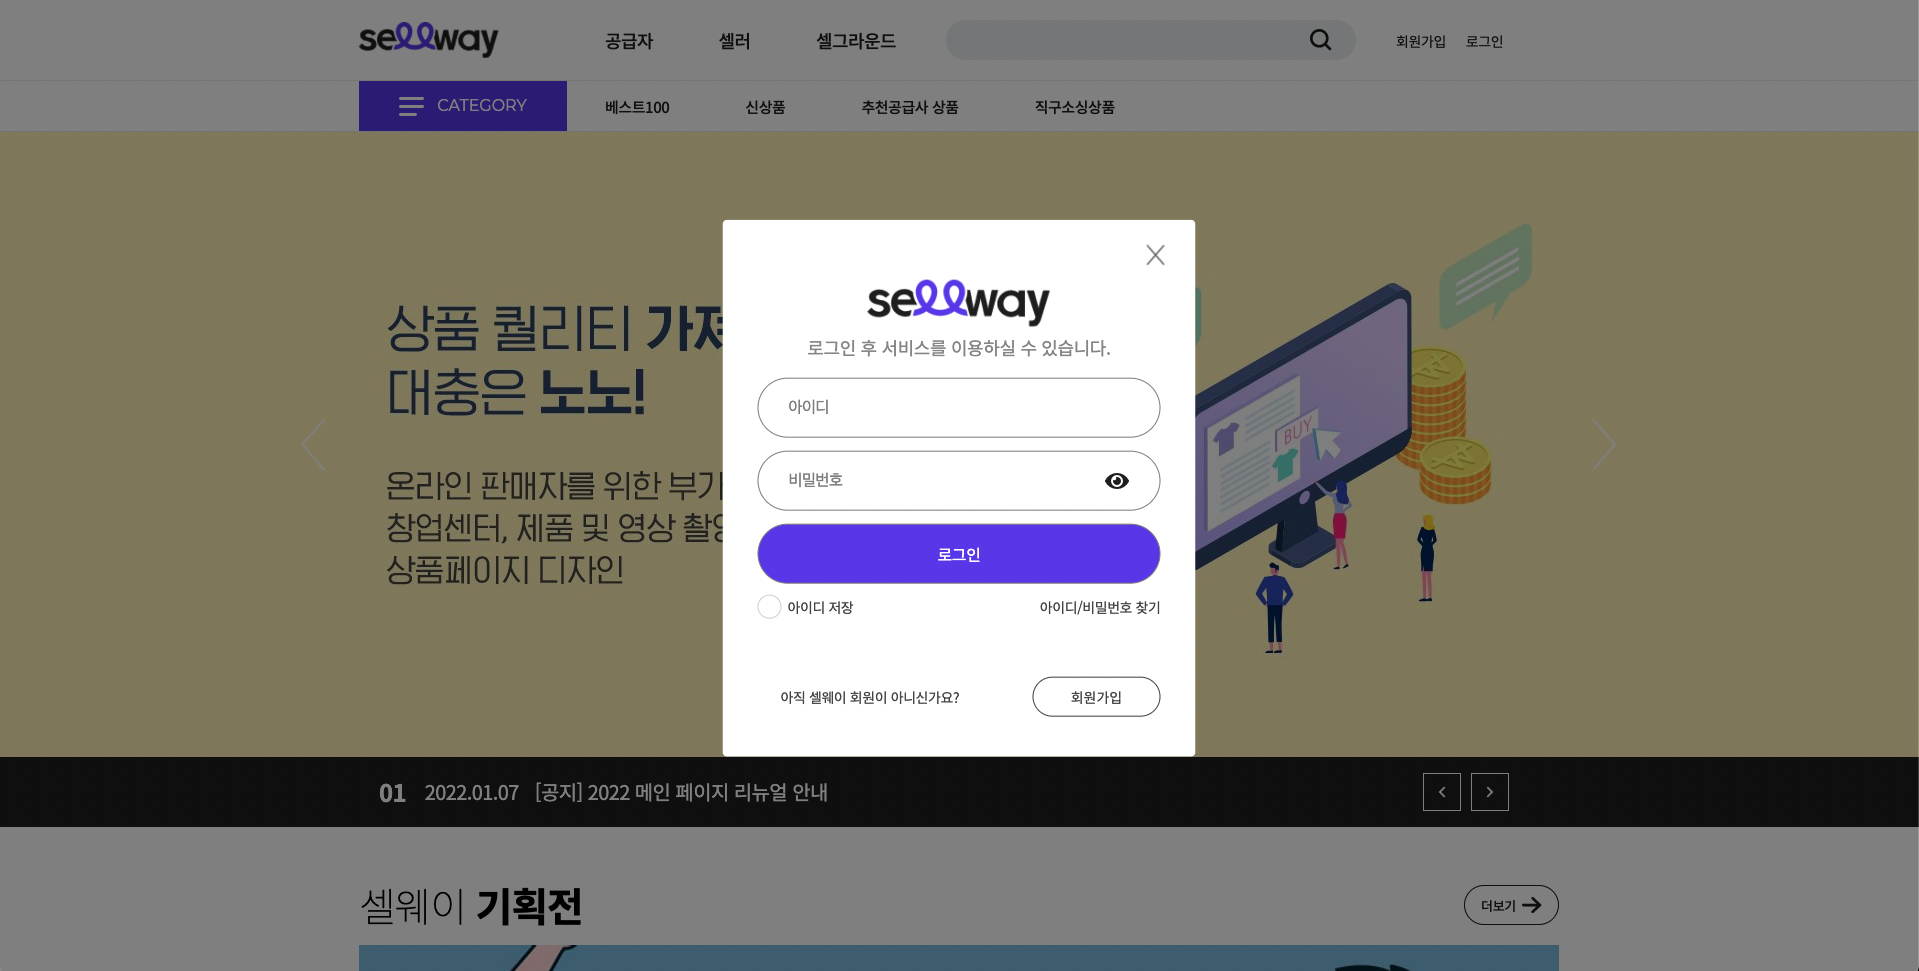 sellway
공급자 셀러 셀그라운드
회원가입 로그인
CATEGORY
베스트100 신상품 추천공급사 상품 직구소싱상품
상품 퀄리티
대충은 노노!
온라인 판매자를 위한
창업센터, 제품 및 영상
상품페이지 디자인
BUY
sellway
로그인 후 서비스를 이용하실 수 있습니다.
아이디
비밀번호
로그인
아이디 저장 아이디/비밀번호 찾기
아직 셀웨이 회원이 아니신가요? 회원가입
01 2022.01.07 [공지] 2022 메인 페이지 리뉴얼 안내
셀웨이 기획전
더보기